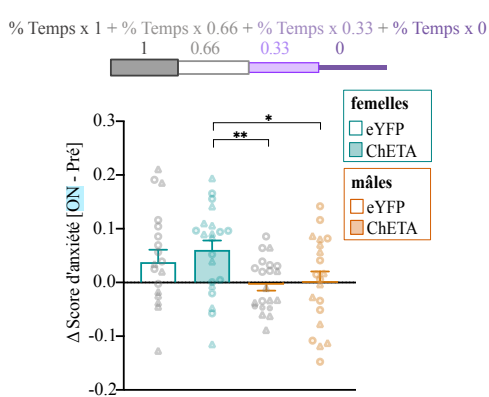 % Temps x 1 + % Temps x 0.66 + % Temps x 0.33 + % Temps x 0
1 0.66 0.33 0
femelles
eYFP
ChETA
mâles
eYFP
ChETA
*
**
Δ Score d'anxiété [ON - Pré]
0.3
0.2
0.1
0.0
-0.1
-0.2